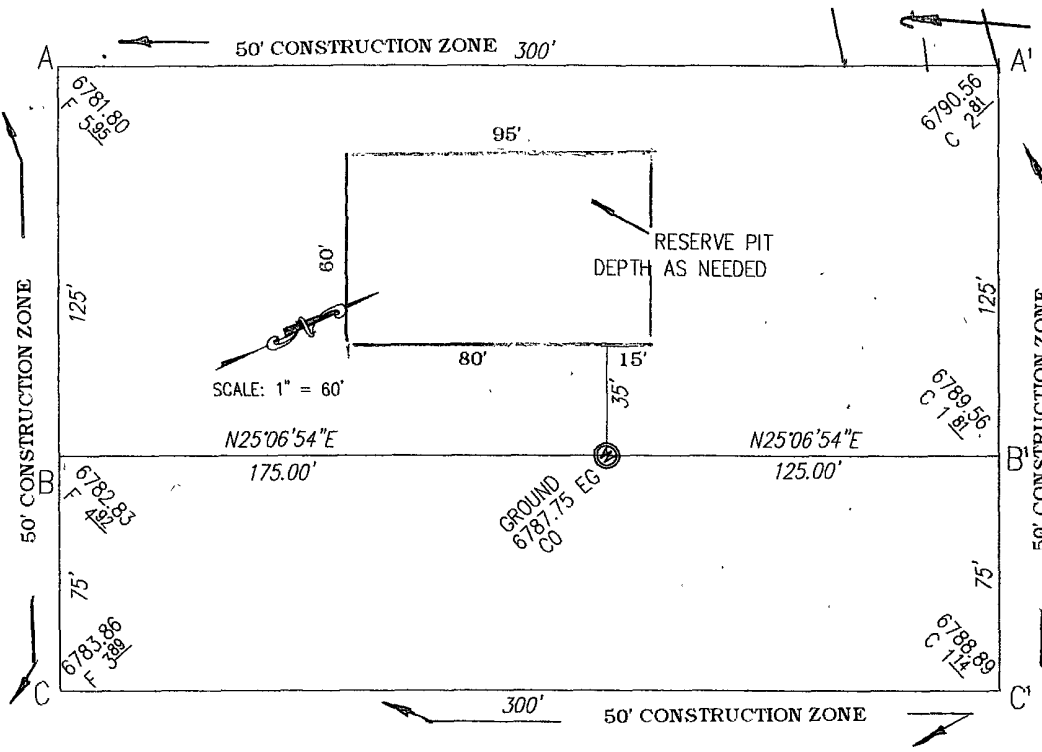 50' CONSTRUCTION ZONE
300'
A
A'
6781.80
F 5.95
6790.56
C 2.81
95'
60'
RESERVE PIT
DEPTH AS NEEDED
50' CONSTRUCTION ZONE
125'
125'
50' CONSTRUCTION ZONE
80'
15'
SCALE: 1" = 60'
35'
6789.56
C 1.81
N25°06'54"E
175.00'
N25°06'54"E
125.00'
B
B'
6782.83
F 4.92
GROUND
6787.75 EG
C0
W
75'
75'
6783.86
F 3.89
6788.89
C 1.14
C
C'
300'
50' CONSTRUCTION ZONE